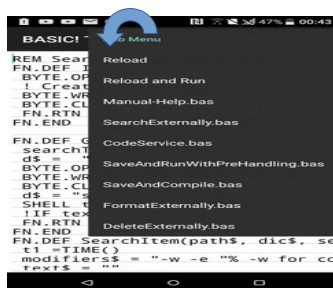 47% 00:43
BASIC!
o Menu
Reload
Reload and Run
Manual-Help.bas
SearchExternally.bas
CodeService.bas
SaveAndRunWithPreHandling.bas
SaveAndCompile.bas
FormatExternally.bas
DeleteExternally.bas
REM Sear
FN.DEF I
BYTE.OP
! Creat
BYTE.WR
BYTE.CL
FN.RTN
FN.END
FN.DEF G
searchT
d$ = "
BYTE.OP
BYTE.WR
BYTE.CL
d$ = "s
SHELL t
!IF tex
FN.RTN
FN.END
FN.DEF SearchItem(path$, dic$, se
t1 =TIME()
modifiers$ = "-w -e "% -w for co
text$ = ""